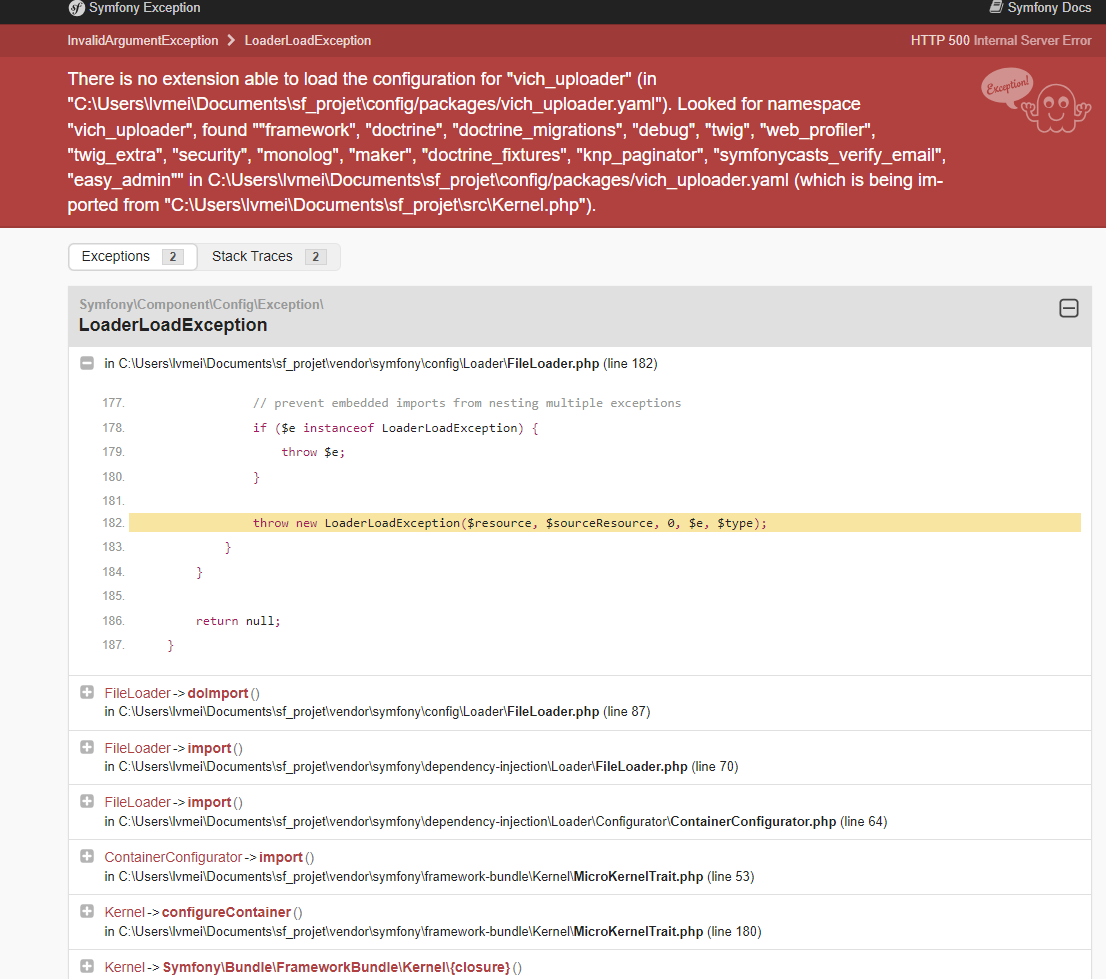 Symfony Exception
Symfony Docs
InvalidArgumentException LoaderLoadException
HTTP 500 Internal Server Error
There is no extension able to load the configuration for "vich_uploader" (in
"C:\Users\lvmei\Documents\sf_projet\config/packages/vich_uploader.yaml"). Looked for namespace
"vich_uploader", found ""framework", "doctrine", "doctrine_migrations", "debug", "twig", "web_profiler",
"twig_extra", "security", "monolog", "maker", "doctrine_fixtures", "knp_paginator", "symfonycasts_verify_email",
"easy_admin"" in C:\Users\lvmei\Documents\sf_projet\config/packages/vich_uploader.yaml (which is being im-
ported from "C:\Users\lvmei\Documents\sf_projet\src\Kernel.php").
Exception!
Exceptions 2 Stack Traces 2
Symfony\Component\Config\Exception\
LoaderLoadException
in C:\Users\lvmei\Documents\sf_projet\vendor\symfony\config\Loader\FileLoader.php (line 182)
177. // prevent embedded imports from nesting multiple exceptions
178. if ($e instanceof LoaderLoadException) {
179. throw $e;
180. }
181.
182. throw new LoaderLoadException($resource, $sourceResource, 0, $e, $type);
183. }
184. }
185.
186. return null;
187. }
FileLoader->doImport()
in C:\Users\lvmei\Documents\sf_projet\vendor\symfony\config\Loader\FileLoader.php (line 87)
FileLoader->import()
in C:\Users\lvmei\Documents\sf_projet\vendor\symfony\dependency-injection\Loader\FileLoader.php (line 70)
FileLoader->import()
in C:\Users\lvmei\Documents\sf_projet\vendor\symfony\dependency-injection\Loader\Configurator\ContainerConfigurator.php (line 64)
ContainerConfigurator->import()
in C:\Users\lvmei\Documents\sf_projet\vendor\symfony\framework-bundle\Kernel\MicroKernelTrait.php (line 53)
Kernel->configureContainer()
in C:\Users\lvmei\Documents\sf_projet\vendor\symfony\framework-bundle\Kernel\MicroKernelTrait.php (line 180)
Kernel->Symfony\Bundle\FrameworkBundle\Kernel\{closure}()